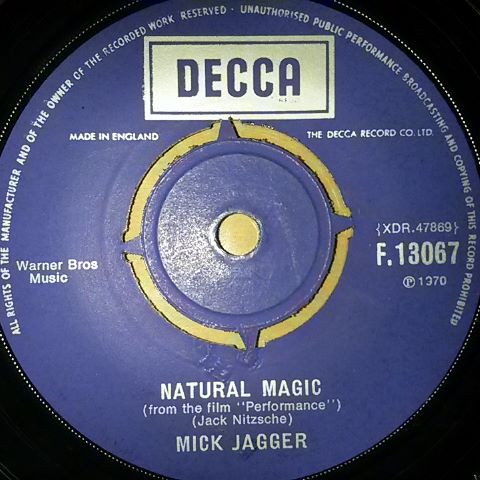 ALL RIGHTS OF THE MANUFACTURER AND OF THE OWNER OF THE RECORDED WORK RESERVED · UNAUTHORISED PUBLIC PERFORMANCE BROADCASTING AND COPYING OF THIS RECORD PROHIBITED
DECCA
MADE IN ENGLAND
THE DECCA RECORD CO. LTD.
{XDR.47869}
F.13067
Ⓟ 1970
Warner Bros
Music
NATURAL MAGIC
(from the film "Performance")
(Jack Nitzsche)
MICK JAGGER